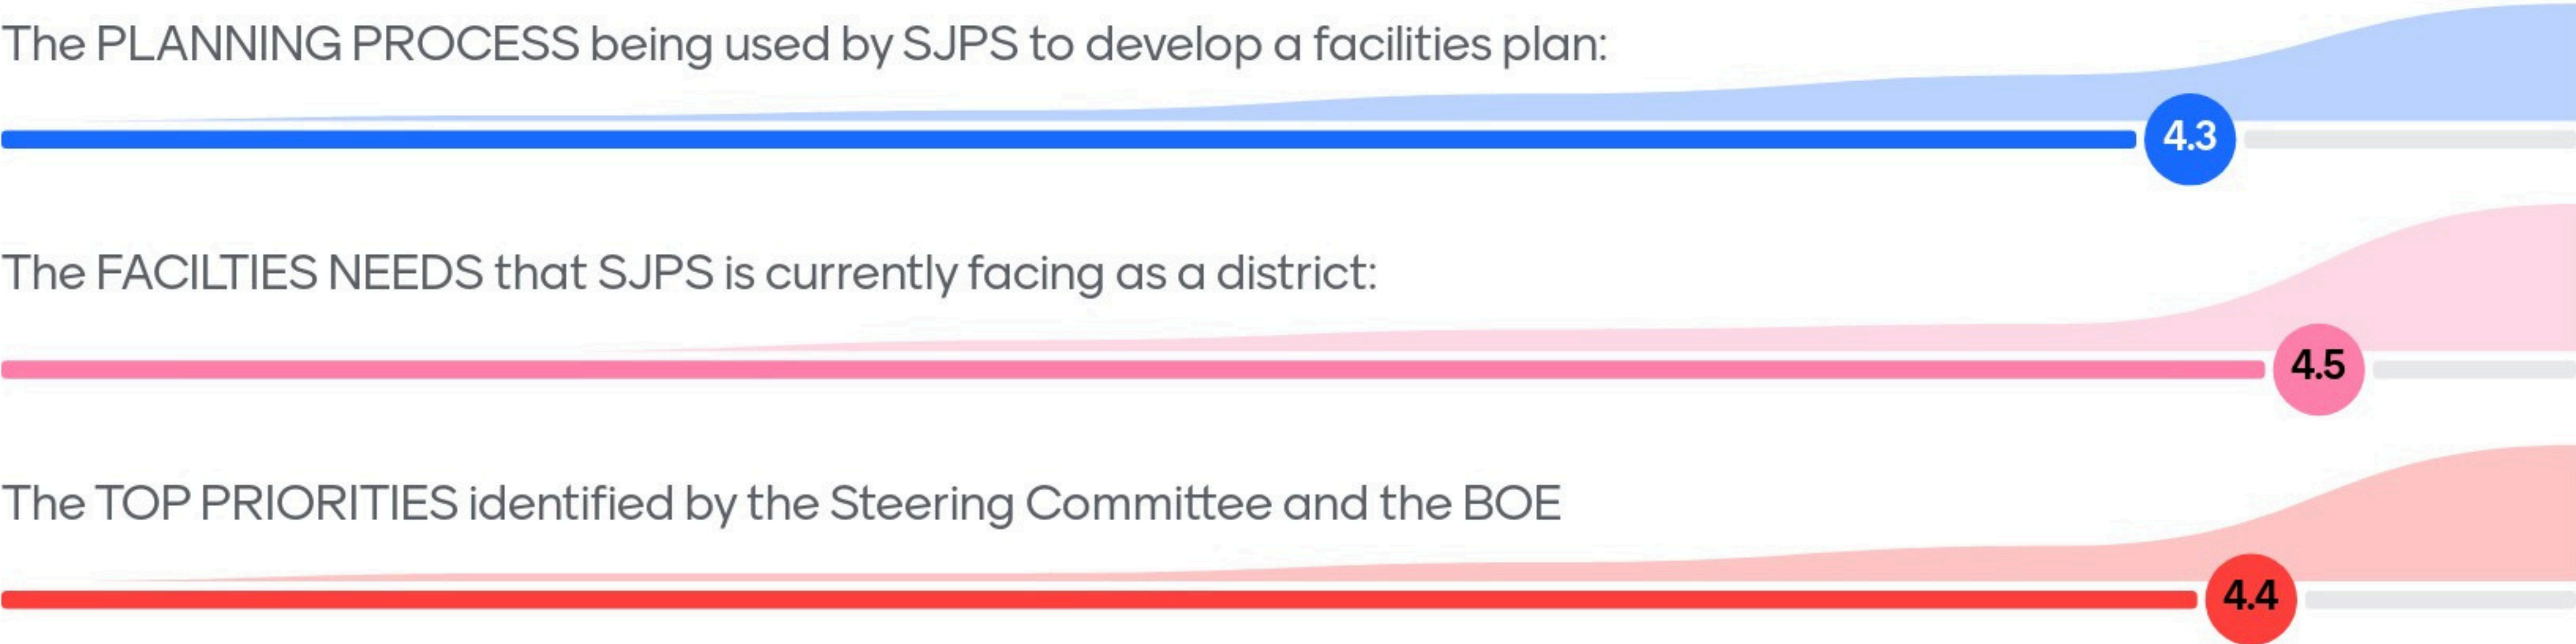 The PLANNING PROCESS being used by SJPS to develop a facilities plan:
4.3
The FACILTIES NEEDS that SJPS is currently facing as a district:
4.5
The TOP PRIORITIES identified by the Steering Committee and the BOE
4.4